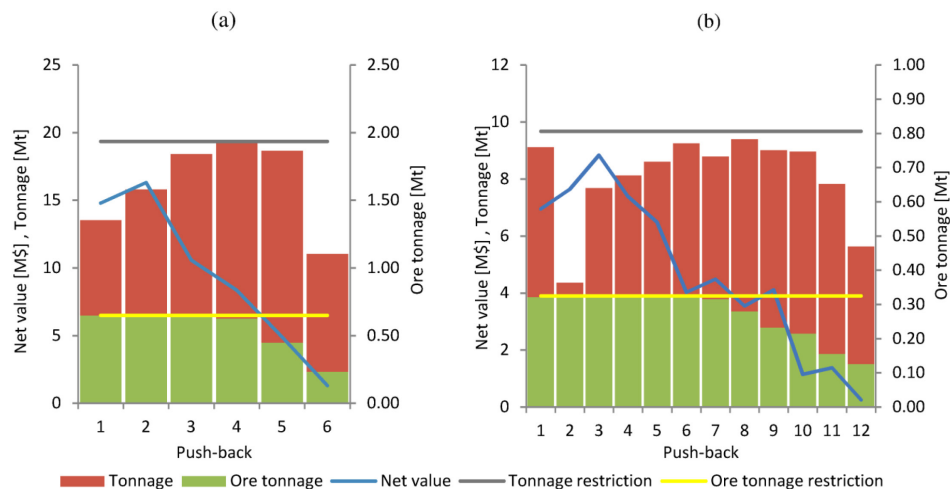 (a)
(b)
Net value [M$] , Tonnage [Mt]
25
20
15
10
5
0
2.50
2.00
1.50
1.00
0.50
0.00
Ore tonnage [Mt]
1 2 3 4 5 6
Push-back
Net value [M$] , Tonnage [Mt]
12
10
8
6
4
2
0
1.00
0.90
0.80
0.70
0.60
0.50
0.40
0.30
0.20
0.10
0.00
Ore tonnage [Mt]
1 2 3 4 5 6 7 8 9 10 11 12
Push-back
Tonnage Ore tonnage Net value Tonnage restriction Ore tonnage restriction